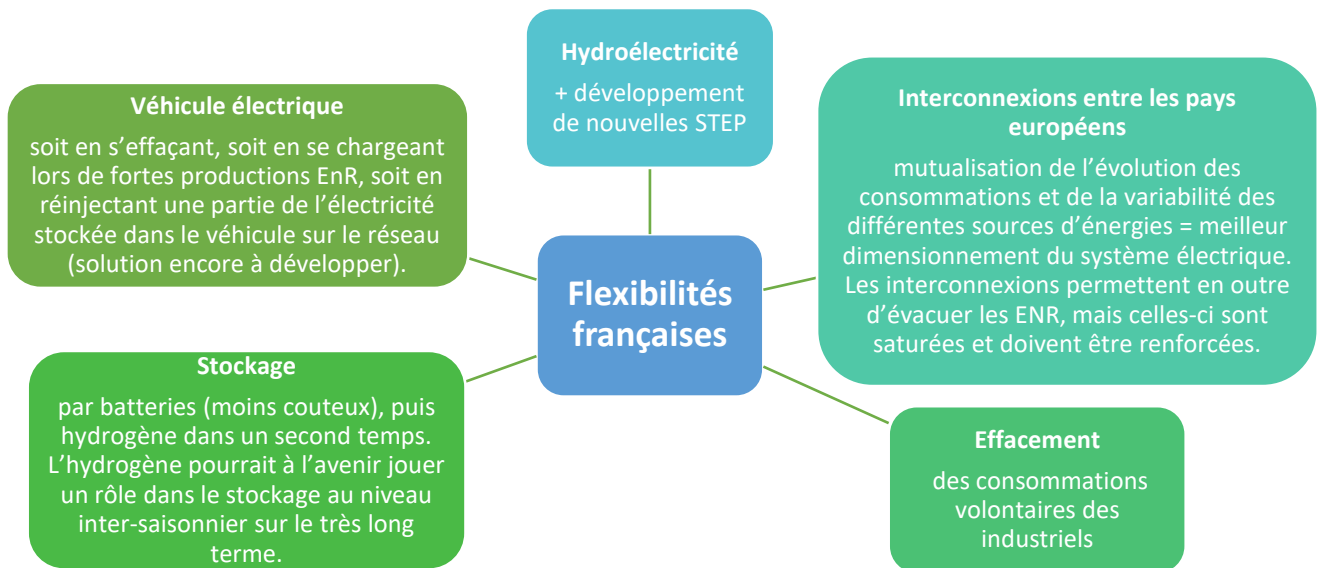 Hydroélectricité
+ développement
de nouvelles STEP
Véhicule électrique
soit en s’effaçant, soit en se chargeant
lors de fortes productions EnR, soit en
réinjectant une partie de l’électricité
stockée dans le véhicule sur le réseau
(solution encore à développer).
Interconnexions entre les pays
européens
mutualisation de l’évolution des
consommations et de la variabilité des
différentes sources d’énergies = meilleur
dimensionnement du système électrique.
Les interconnexions permettent en outre
d’évacuer les ENR, mais celles-ci sont
saturées et doivent être renforcées.
Flexibilités
françaises
Stockage
par batteries (moins couteux), puis
hydrogène dans un second temps.
L’hydrogène pourrait à l’avenir jouer
un rôle dans le stockage au niveau
inter-saisonnier sur le très long
terme.
Effacement
des consommations
volontaires des
industriels